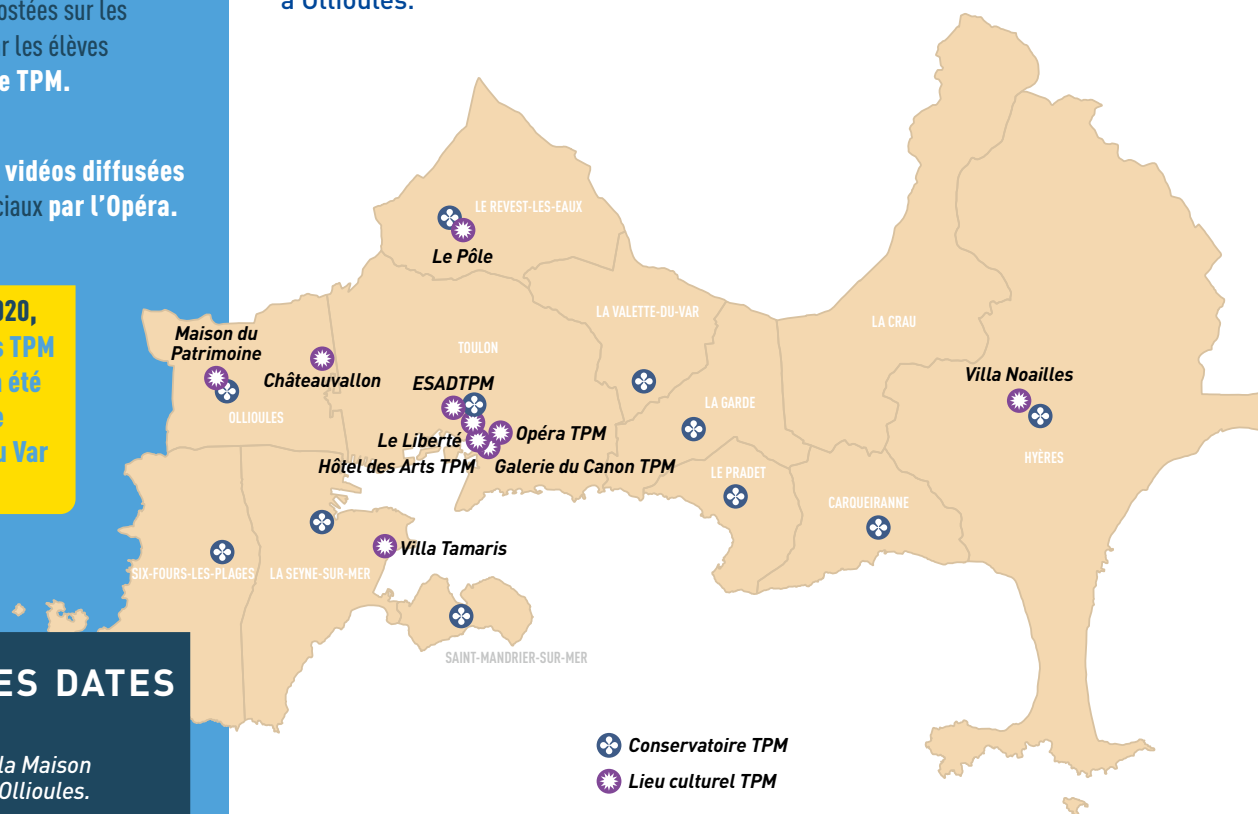 à Ollioules.
ostées sur les
r les élèves
e TPM.
vidéos diffusées
ciaux par l'Opéra.
020,
s TPM
été
e
u Var
ES DATES
la Maison
Ollioules.
LE REVEST-LES-EAUX
Le Pôle
LA VALETTE-DU-VAR
LA CRAU
Maison du
Patrimoine
TOULON
Châteauvallon
ESADTPM
Villa Noailles
OLLIOULES
LA GARDE
Le Liberté
Opéra TPM
Hôtel des Arts TPM
Galerie du Canon TPM
LE PRADET
HYÈRES
CARQUEIRANNE
Villa Tamaris
SIX-FOURS-LES-PLAGES
LA SEYNE-SUR-MER
SAINT-MANDRIER-SUR-MER
Conservatoire TPM
Lieu culturel TPM